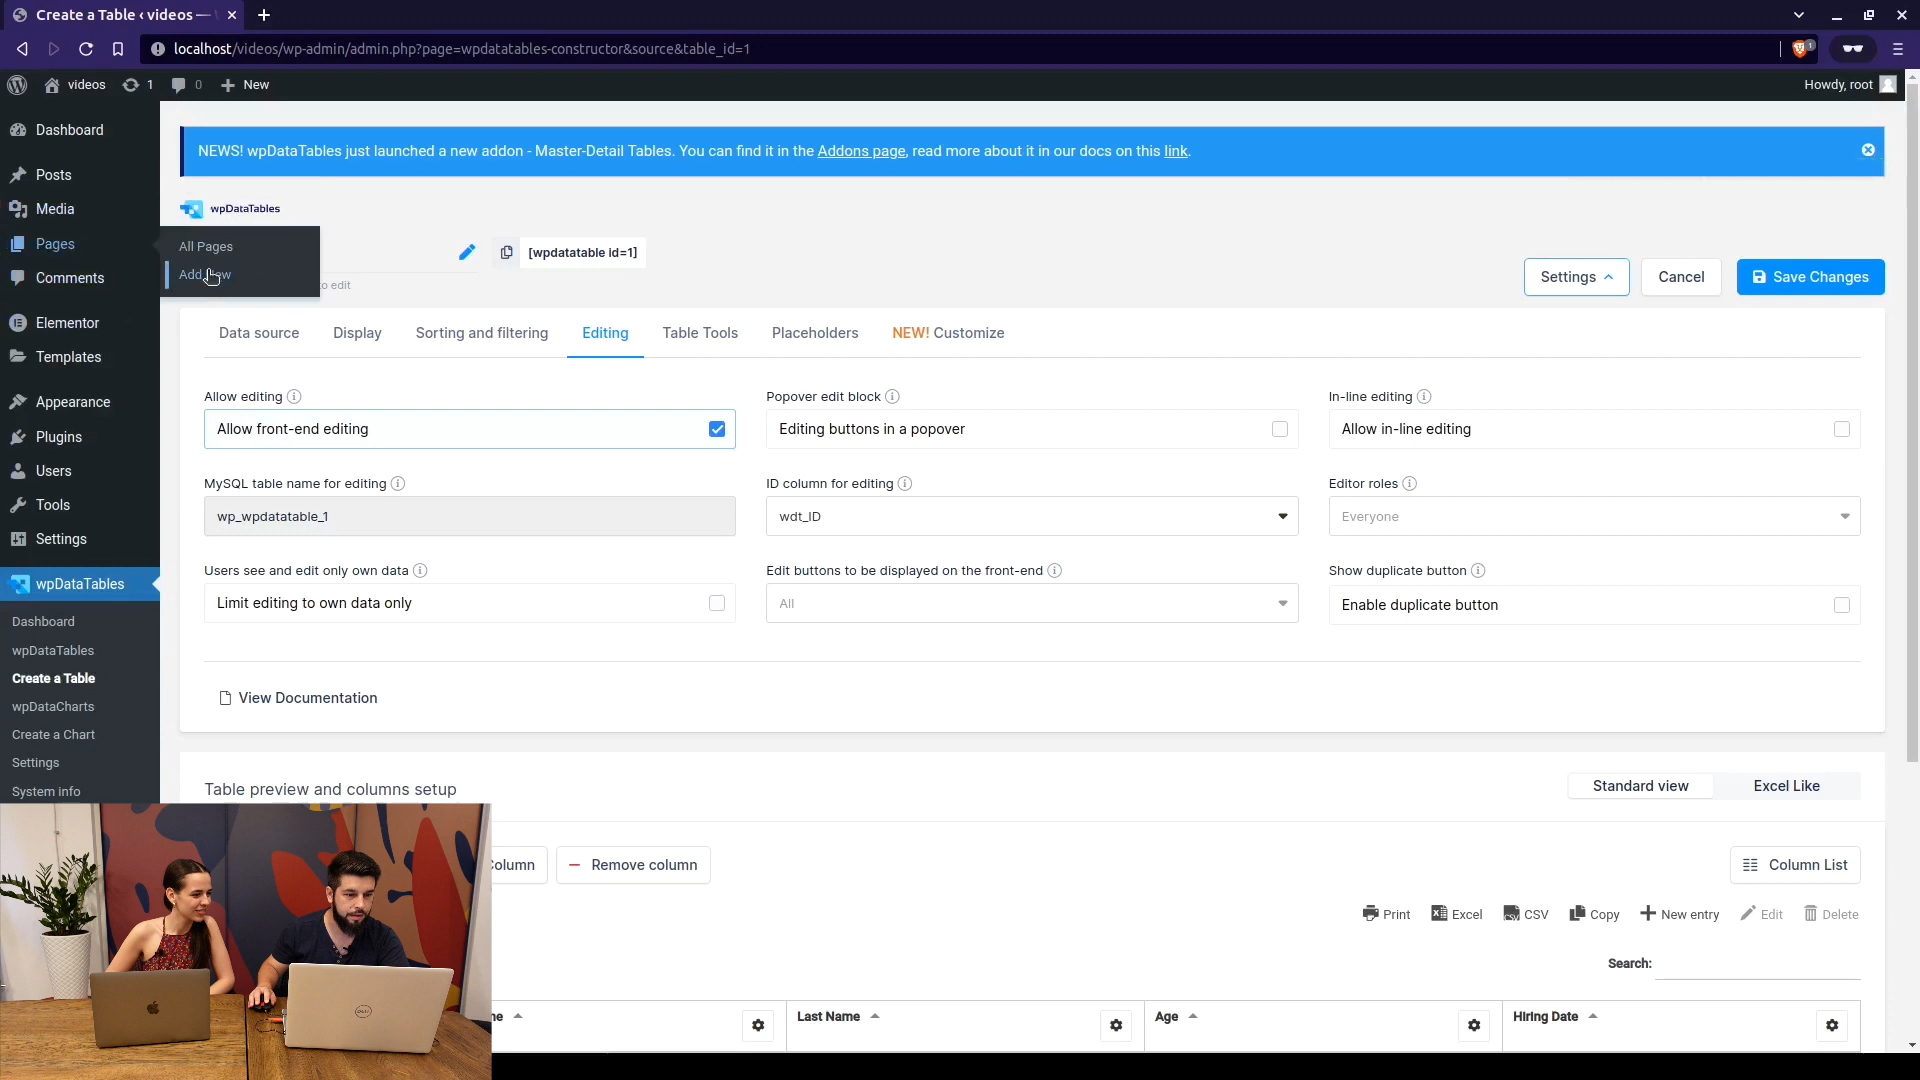 Create a Table ‹ videos —
localhost/videos/wp-admin/admin.php?page=wpdatatables-constructor&source&table_id=1
1
videos
1
0
New
Howdy, root
Dashboard
Posts
Media
Pages
Comments
Elementor
Templates
Appearance
Plugins
Users
Tools
Settings
wpDataTables
Dashboard
wpDataTables
Create a Table
wpDataCharts
Create a Chart
Settings
System info
All Pages
Add New
NEWS! wpDataTables just launched a new addon - Master-Detail Tables. You can find it in the Addons page, read more about it in our docs on this link.
wpDataTables
[wpdatatable id=1]
to edit
Settings
Cancel
Save Changes
Data source
Display
Sorting and filtering
Editing
Table Tools
Placeholders
NEW! Customize
Allow editing
Popover edit block
In-line editing
Allow front-end editing
Editing buttons in a popover
Allow in-line editing
MySQL table name for editing
ID column for editing
Editor roles
wp_wpdatatable_1
wdt_ID
Everyone
Users see and edit only own data
Edit buttons to be displayed on the front-end
Show duplicate button
Limit editing to own data only
All
Enable duplicate button
View Documentation
Table preview and columns setup
Standard view
Excel Like
Column
Remove column
Column List
Print
Excel
CSV
Copy
New entry
Edit
Delete
Search:
Last Name
Age
Hiring Date
DELL